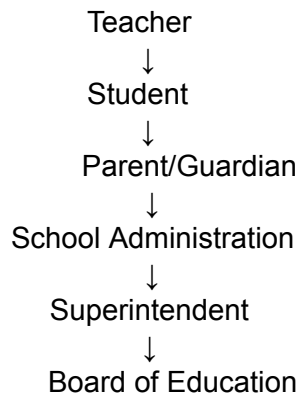 Teacher
↓
Student
↓
Parent/Guardian
↓
School Administration
↓
Superintendent
↓
Board of Education